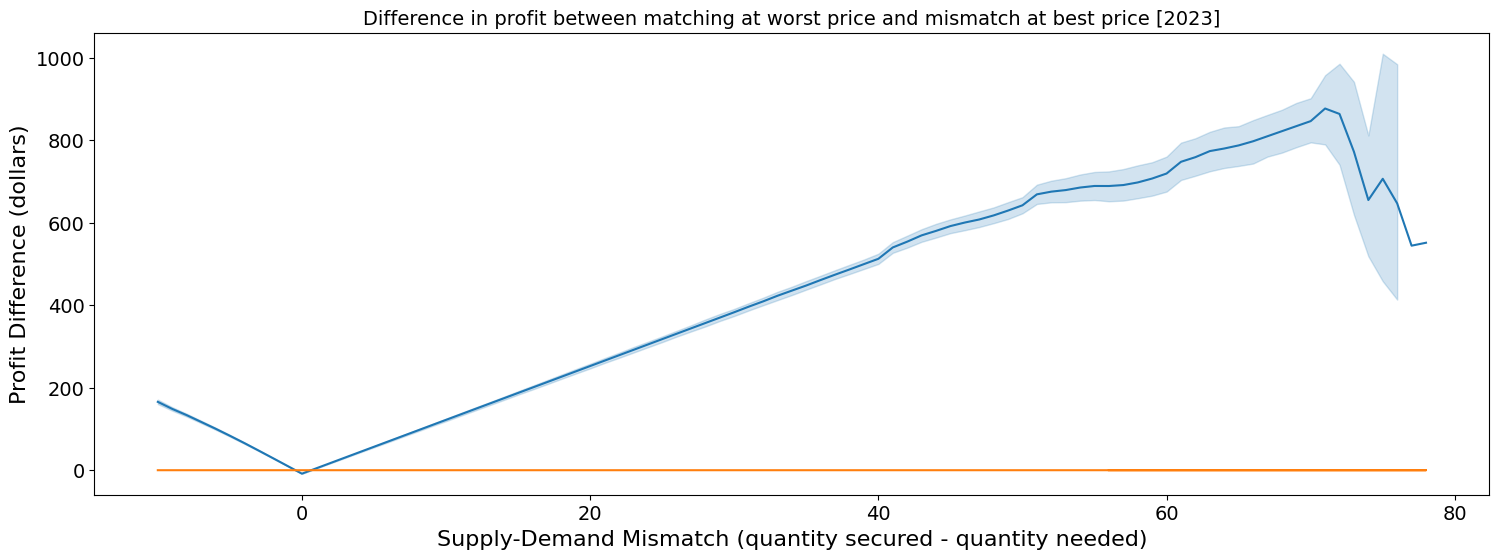 Difference in profit between matching at worst price and mismatch at best price [2023]
Profit Difference (dollars)
1000
800
600
400
200
0
0 20 40 60 80
Supply-Demand Mismatch (quantity secured - quantity needed)